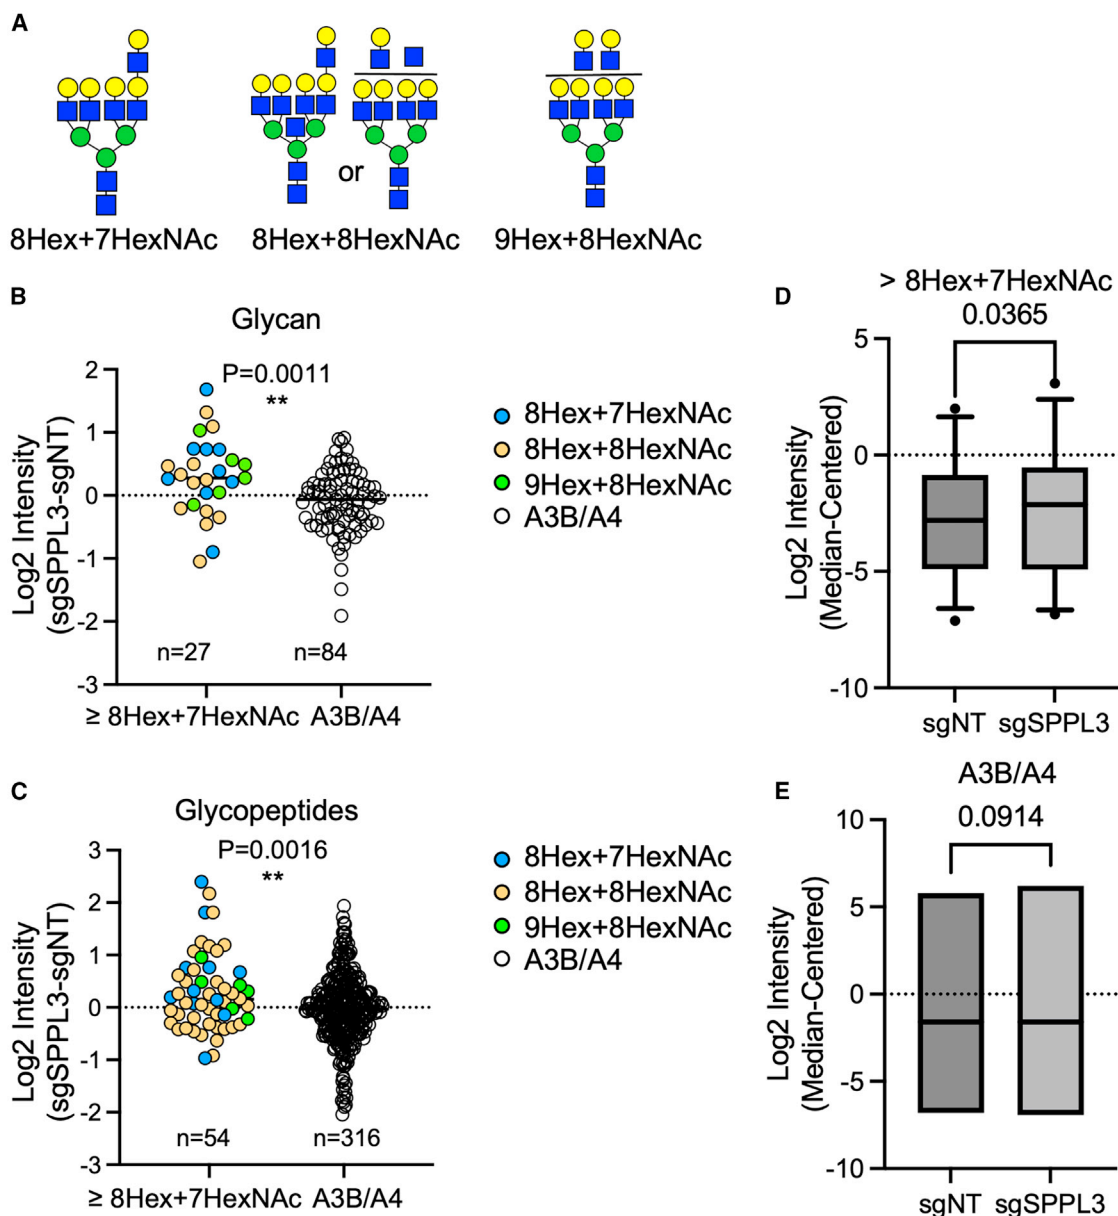 A
or
8Hex+7HexNAc
8Hex+8HexNAc
9Hex+8HexNAc
B
Glycan
P=0.0011
**
Log2 Intensity
(sgSPPL3-sgNT)
2
1
0
-1
-2
-3
n=27
n=84
≥ 8Hex+7HexNAc
A3B/A4
8Hex+7HexNAc
8Hex+8HexNAc
9Hex+8HexNAc
A3B/A4
C
Glycopeptides
P=0.0016
**
Log2 Intensity
(sgSPPL3-sgNT)
3
2
1
0
-1
-2
-3
n=54
n=316
≥ 8Hex+7HexNAc
A3B/A4
8Hex+7HexNAc
8Hex+8HexNAc
9Hex+8HexNAc
A3B/A4
D
> 8Hex+7HexNAc
0.0365
Log2 Intensity
(Median-Centered)
5
0
-5
-10
sgNT
sgSPPL3
E
A3B/A4
0.0914
Log2 Intensity
(Median-Centered)
10
5
0
-5
-10
sgNT
sgSPPL3